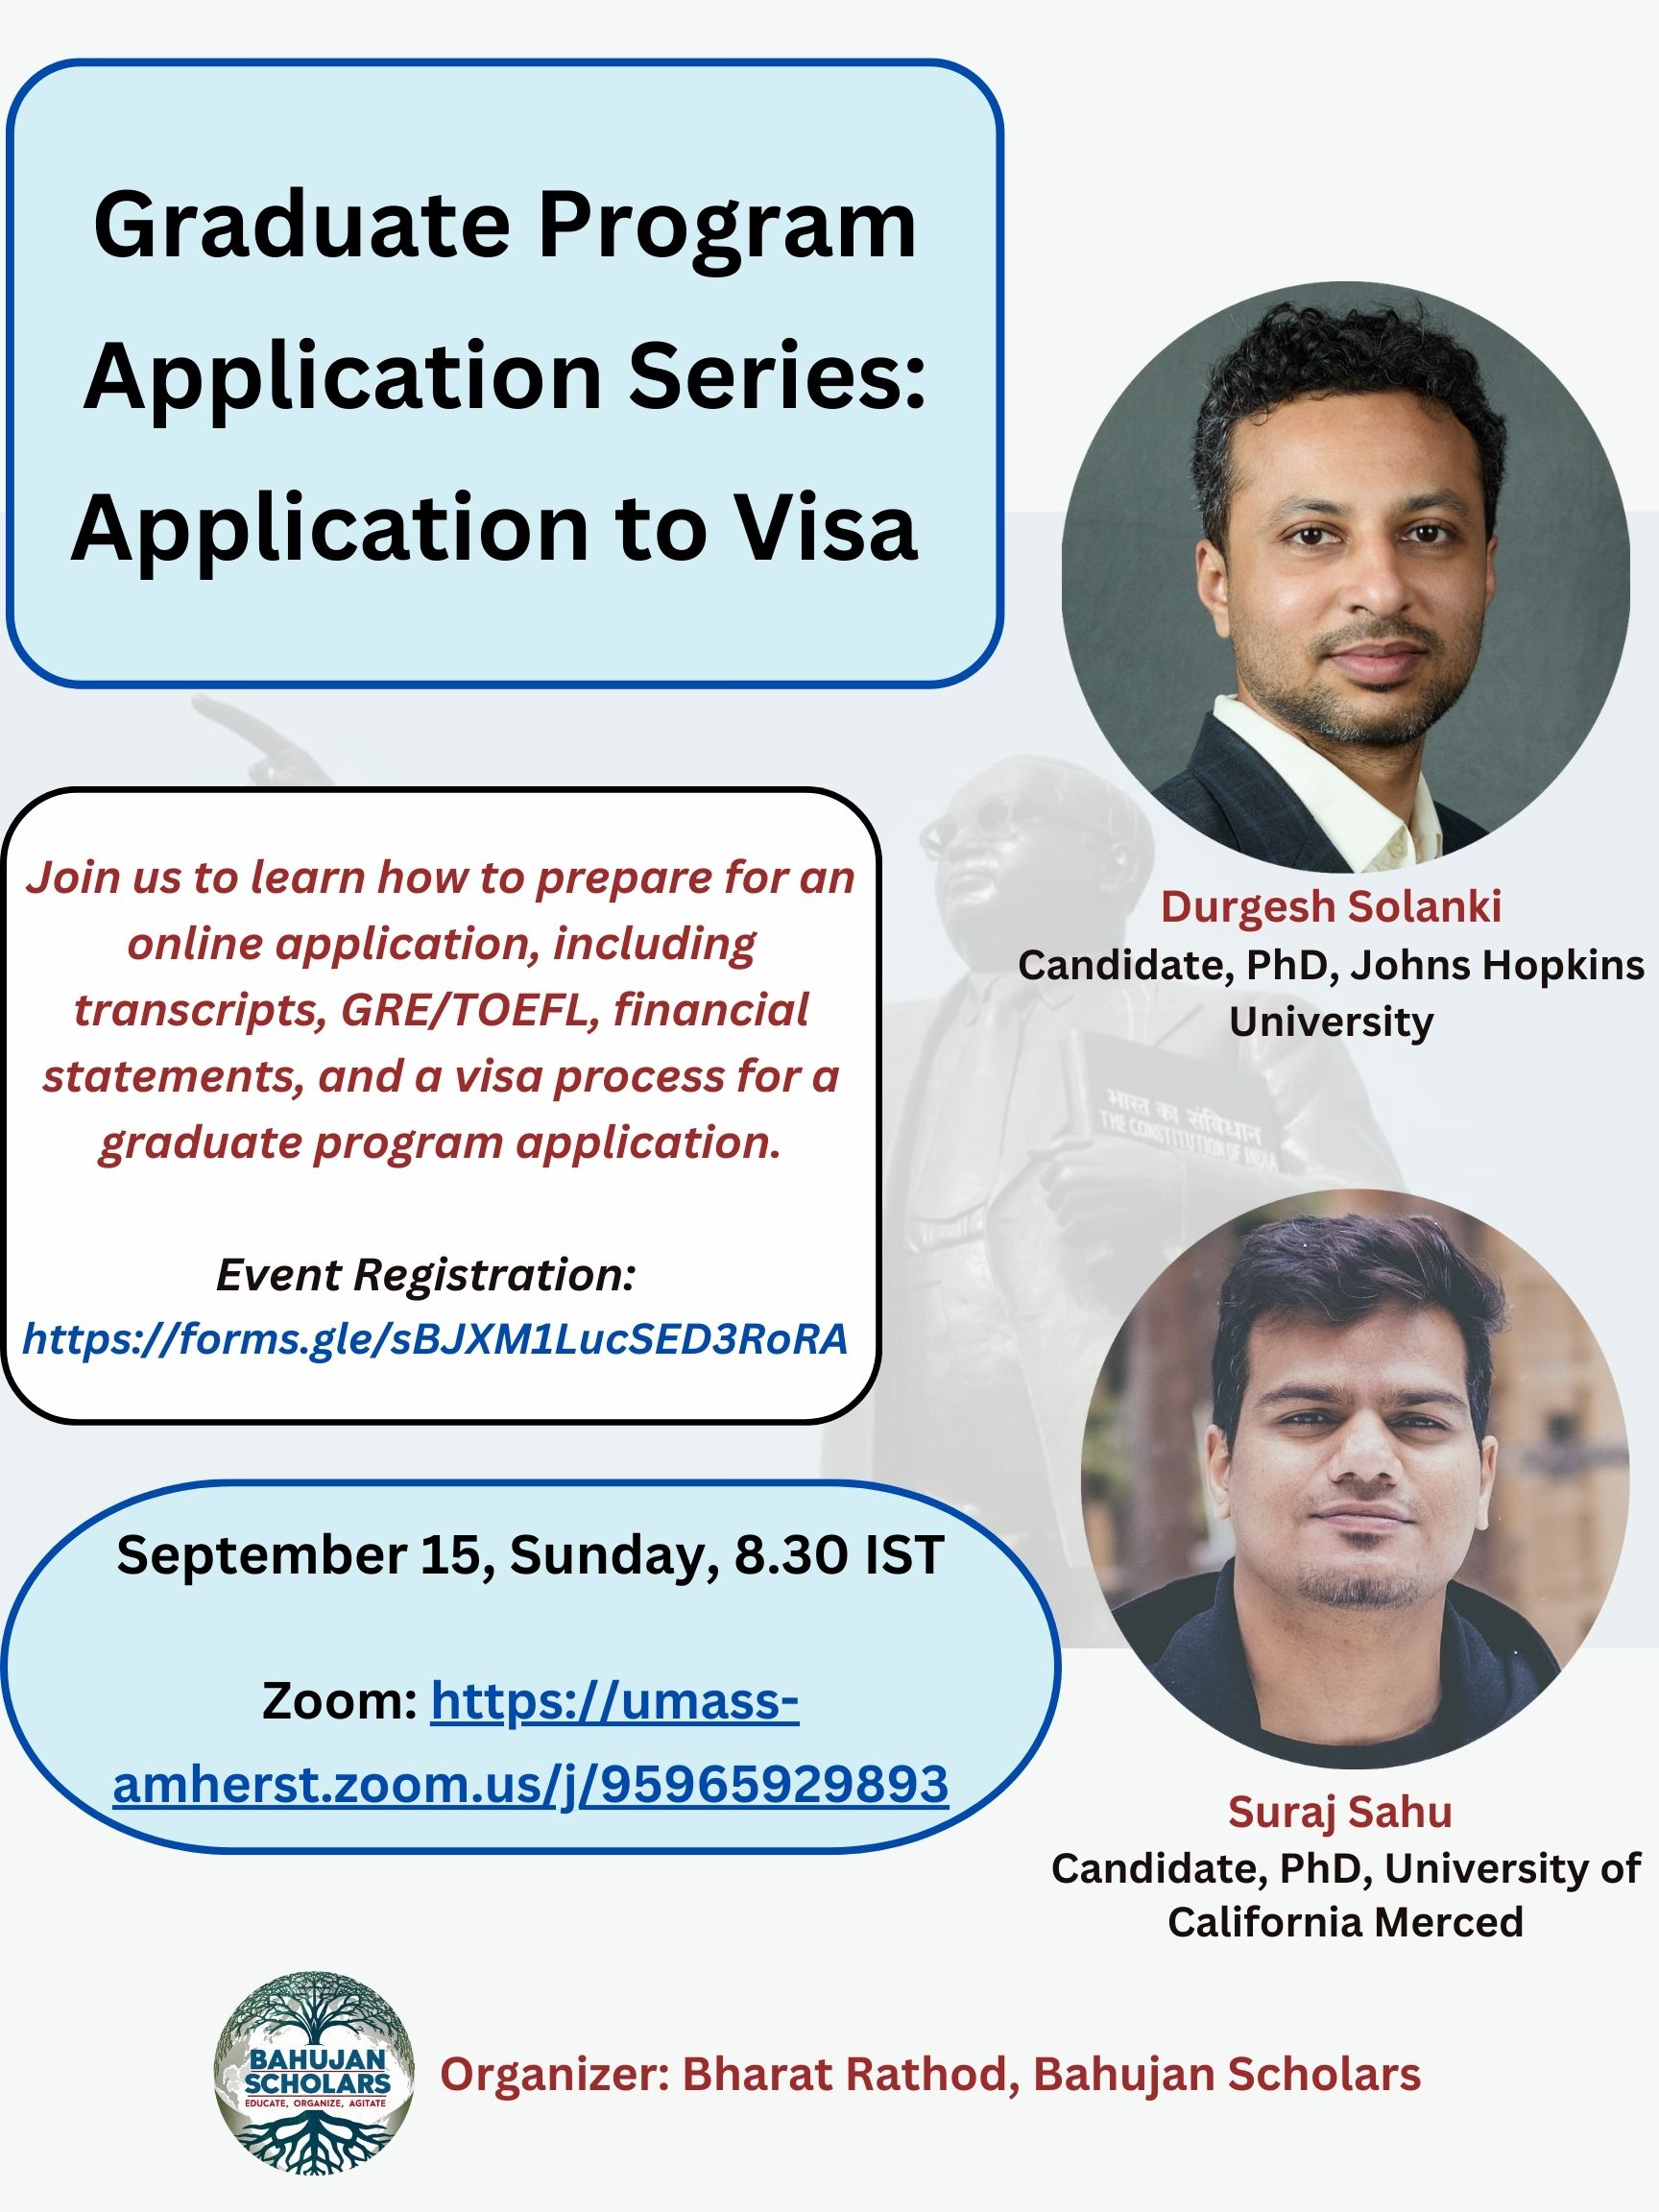 Graduate Program
Application Series:
Application to Visa
Join us to learn how to prepare for an
online application, including
transcripts, GRE/TOEFL, financial
statements, and a visa process for a
graduate program application.
Event Registration:
https://forms.gle/sBJXM1LucSED3RoRA
September 15, Sunday, 8.30 IST
Zoom: https://umass-
amherst.zoom.us/j/95965929893
Durgesh Solanki
Candidate, PhD, Johns Hopkins
University
भारत का संविधान
THE CONSTITUTION OF INDIA
Suraj Sahu
Candidate, PhD, University of
California Merced
BAHUJAN
SCHOLARS
EDUCATE, ORGANIZE, AGITATE
Organizer: Bharat Rathod, Bahujan Scholars